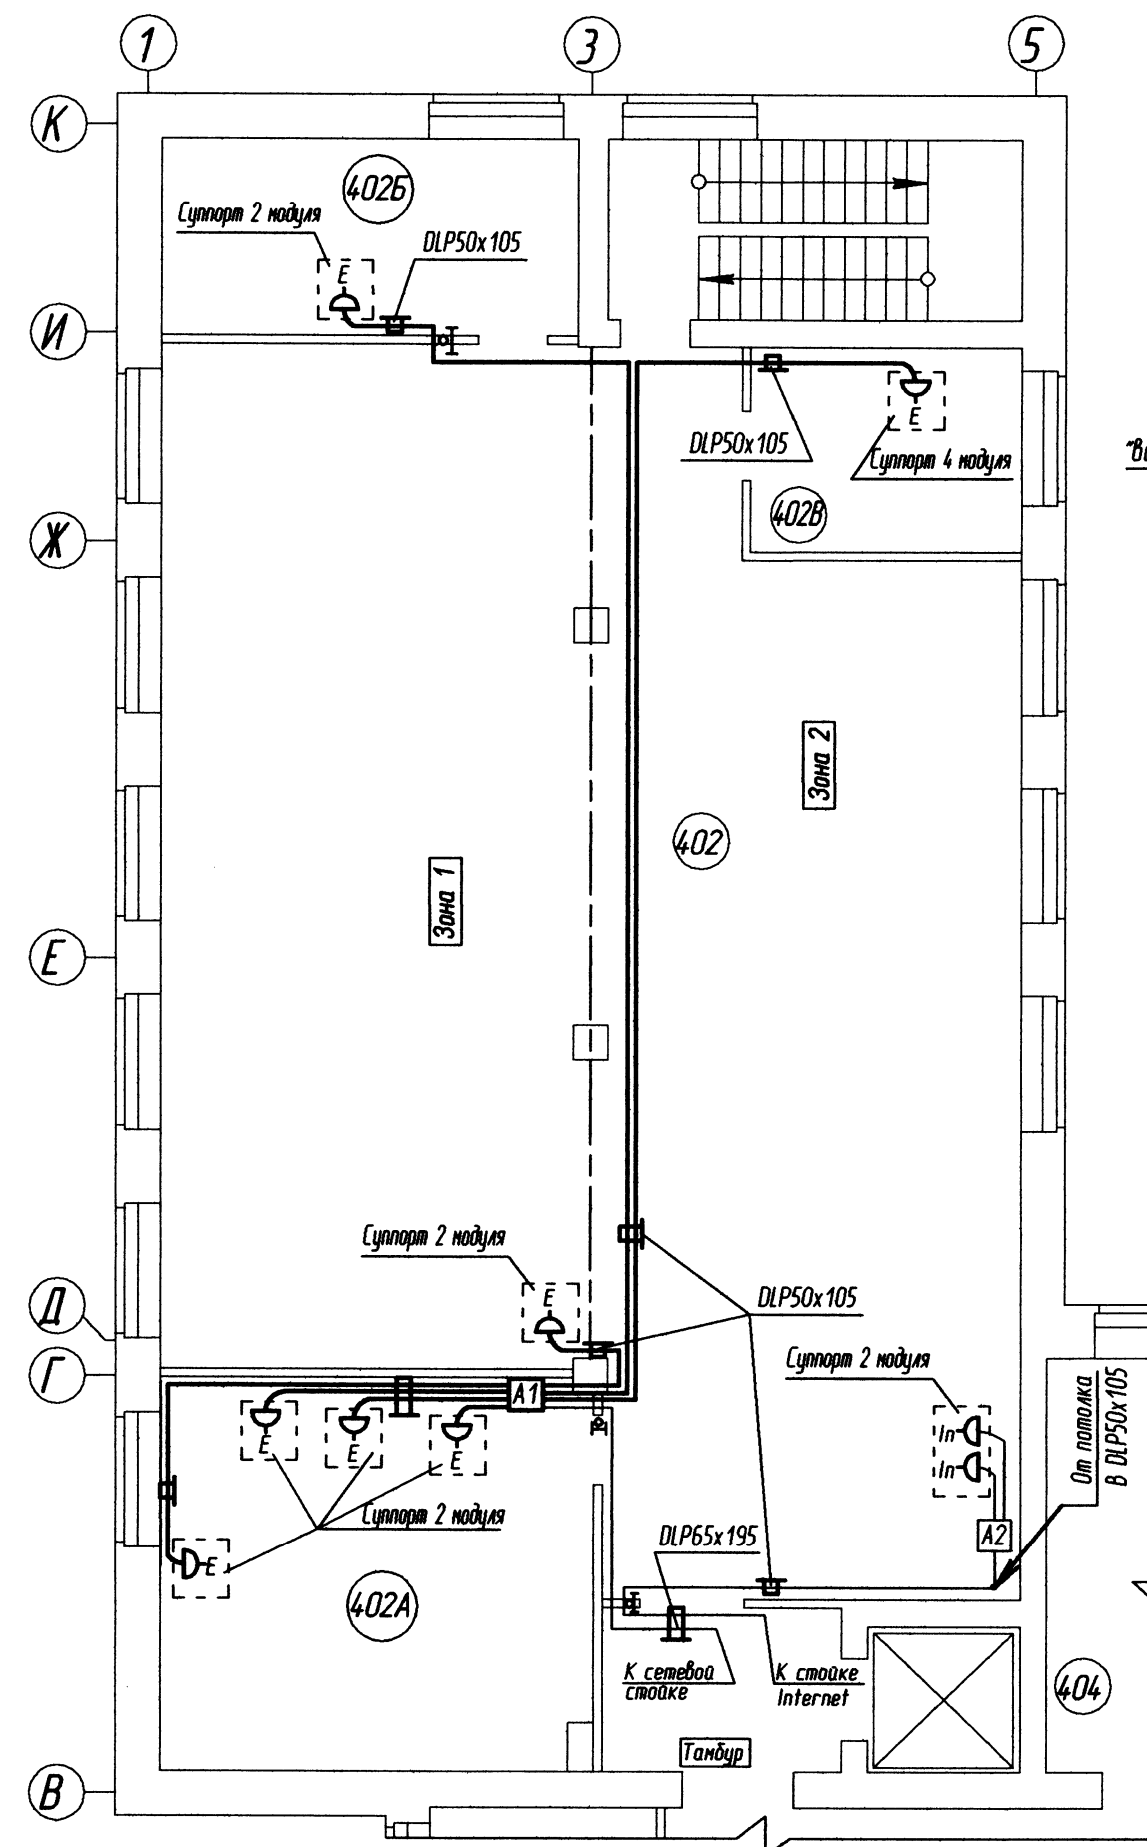 1
3
5
К
402Б
Суппорт 2 модуля
DLP50x105
Е
И
DLP50x105
Е
Суппорт 4 модуля
402В
Ж
Зона 2
402
Зона 1
Е
Суппорт 2 модуля
Е
DLP50x105
Д
Г
Суппорт 2 модуля
А1
От потолка
В DLP50x105
In
In
Е
Е
Е
Суппорт 2 модуля
А2
Е
DLP65x195
402А
К сетевой
стойке
К стойке
Internet
404
Тамбур
В